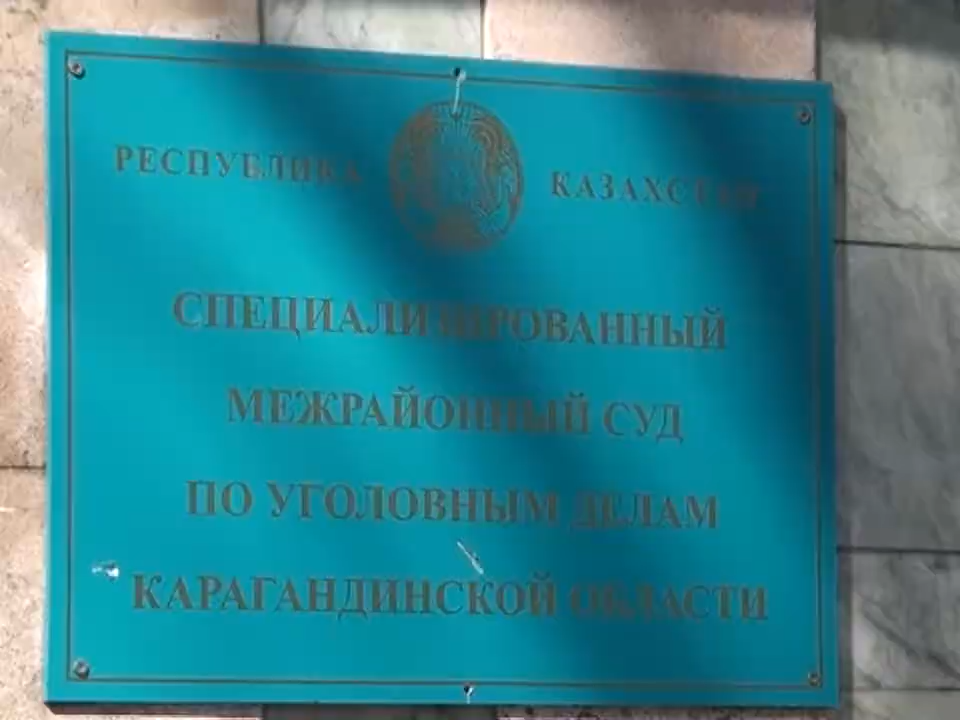 РЕСПУБЛИКА КАЗАХСТАН
СПЕЦИАЛИЗИРОВАННЫЙ
МЕЖРАЙОННЫЙ СУД
ПО УГОЛОВНЫМ ДЕЛАМ
КАРАГАНДИНСКОЙ ОБЛАСТИ